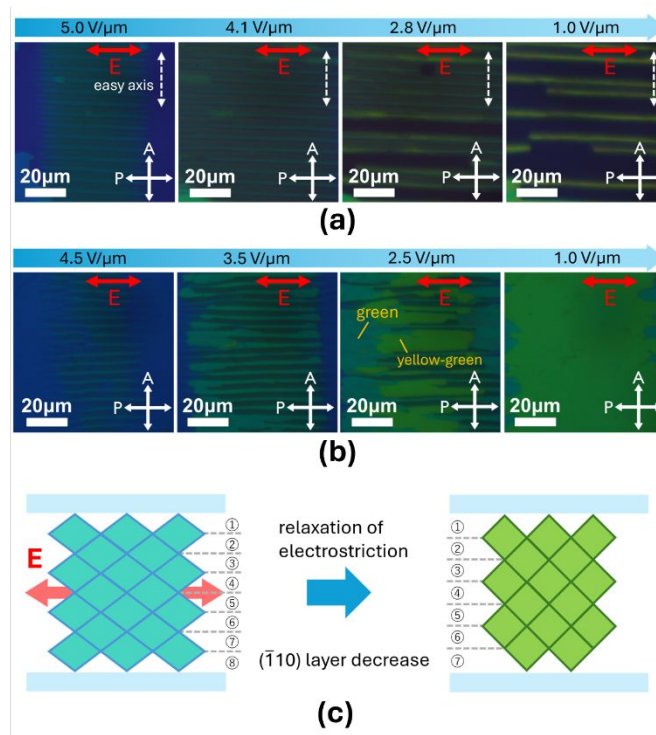 5.0 V/μm 4.1 V/μm 2.8 V/μm 1.0 V/μm
E E E E
easy axis
A A A A
P P P P
20μm 20μm 20μm 20μm
(a)
4.5 V/μm 3.5 V/μm 2.5 V/μm 1.0 V/μm
E E E E
green
yellow-green
A A A A
P P P P
20μm 20μm 20μm 20μm
(b)
① ①
② relaxation of ②
E ③ electrostriction ③
④ ④
⑤ ⑤
⑥ ⑥
⑦ (1̅10) layer decrease ⑦
⑧
(c)